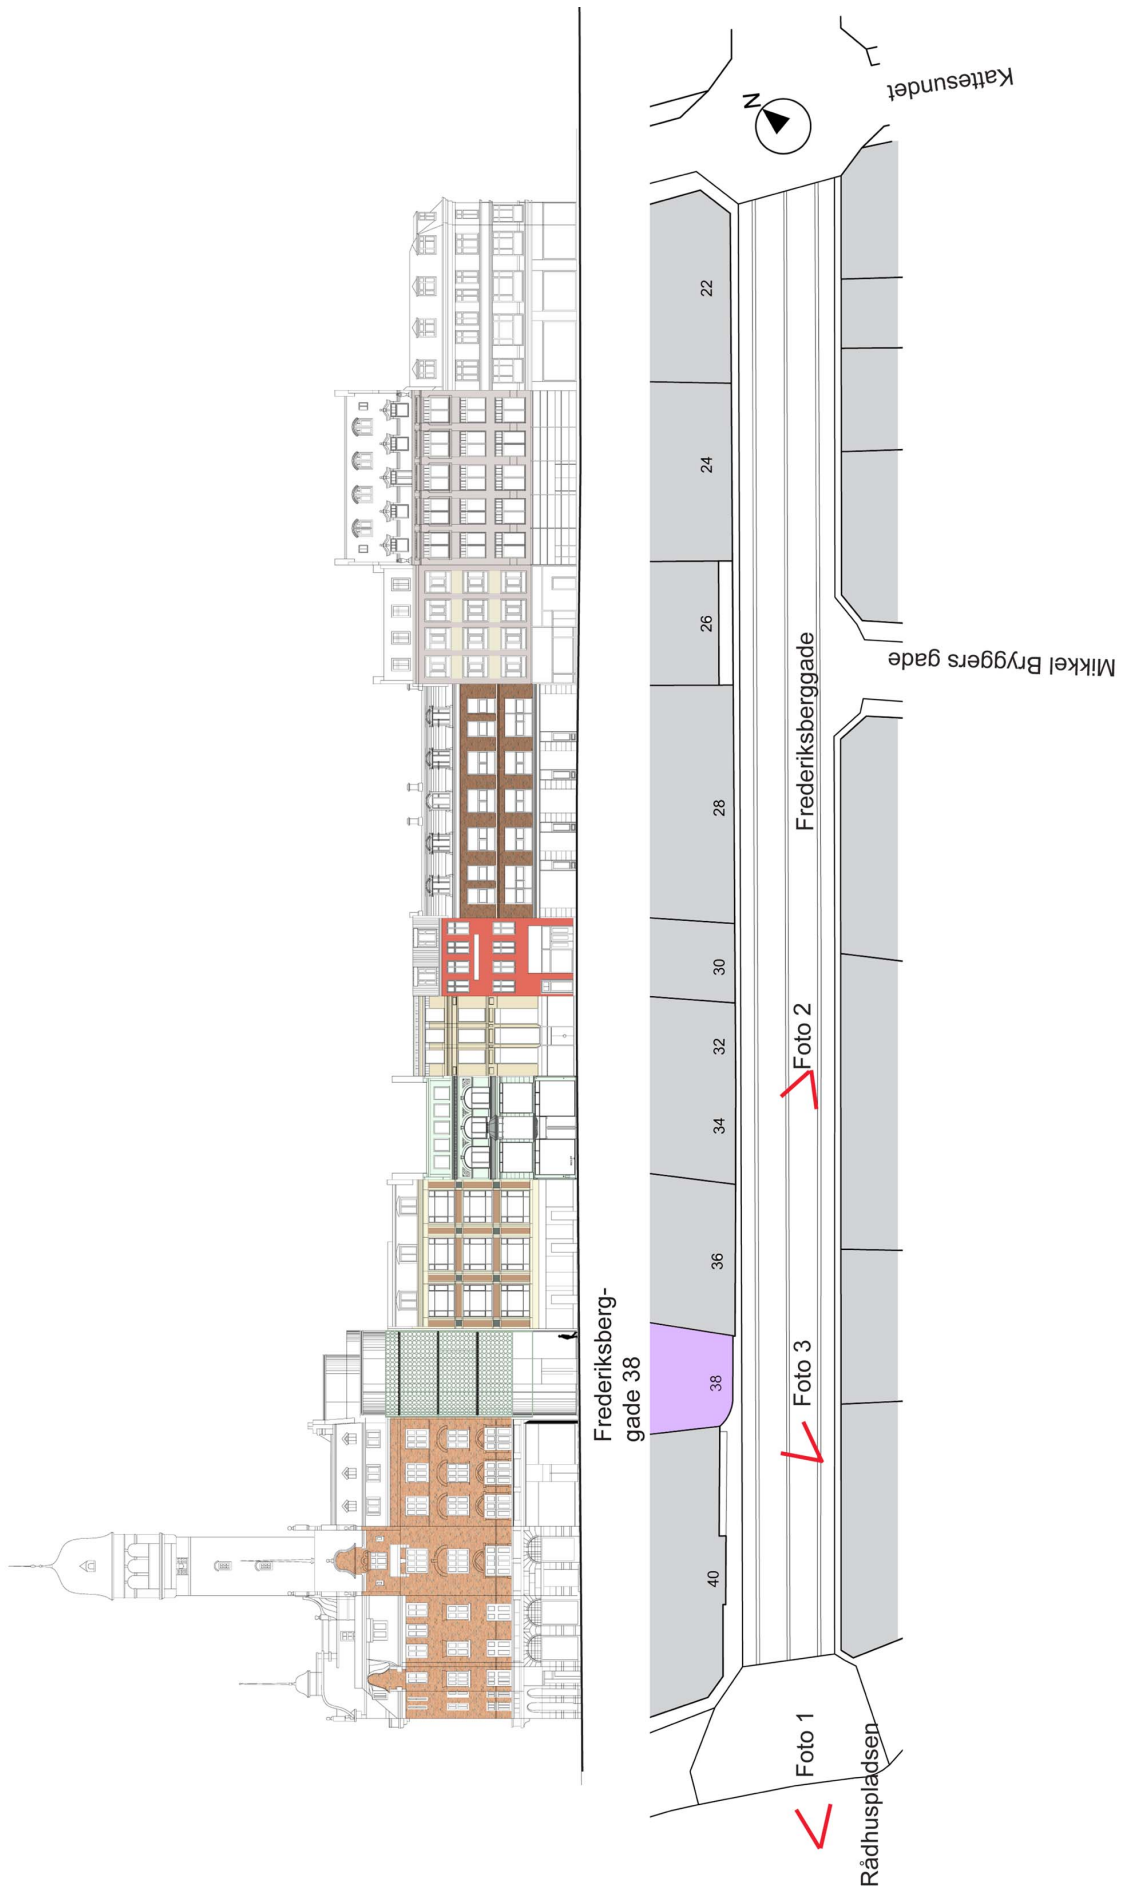 Frederiksberg-
gade 38
40
38
36
34
32
30
28
26
24
22
Foto 1
Foto 3
Foto 2
Frederiksberggade
Rådhuspladsen
Mikkel Bryggers gade
Kattesundet
N